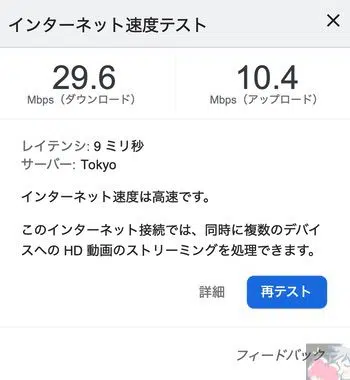 インターネット速度テスト
29.6
Mbps（ダウンロード）
10.4
Mbps（アップロード）
レイテンシ: 9 ミリ秒
サーバー: Tokyo
インターネット速度は高速です。
このインターネット接続では、同時に複数のデバイ
スへの HD 動画のストリーミングを処理できます。
詳細
再テスト
フィードバック